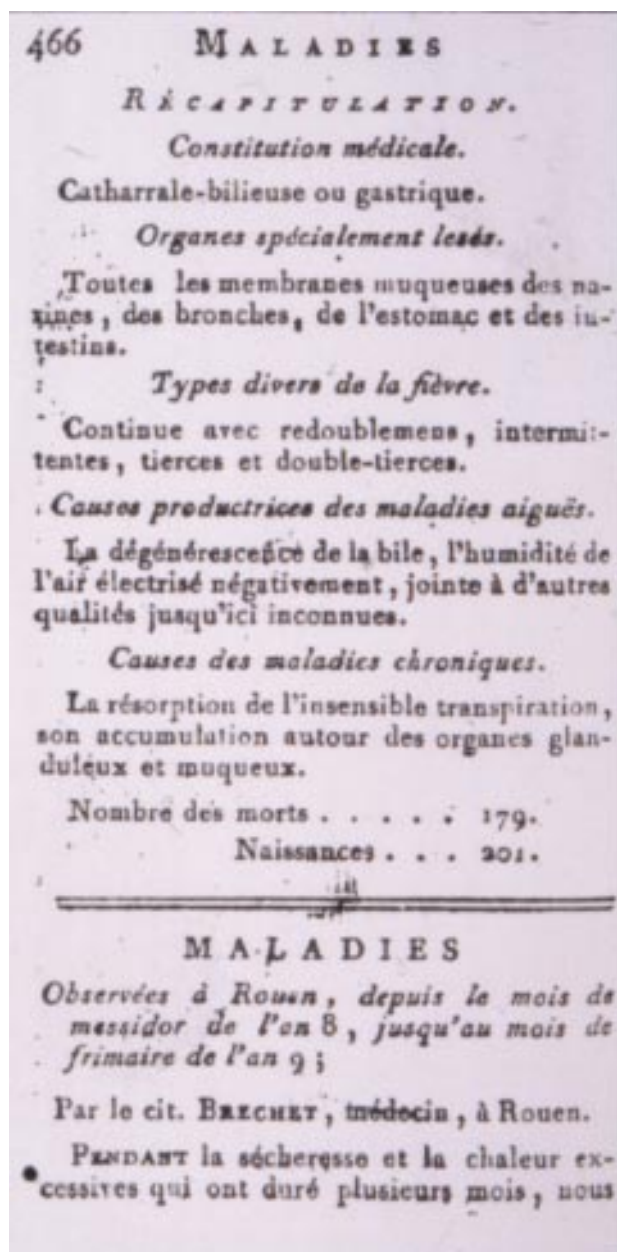 466 MALADIES
RÉCAPITULATION.
Constitution médicale.
Catharrale-bilieuse ou gastrique.
Organes spécialement lesés.
Toutes les membranes muqueuses des na-
rines, des bronches, de l'estomac et des in-
testins.
Types divers de la fièvre.
Continue avec redoublemens, intermit-
tentes, tierces et double-tierces.
Causes productrices des maladies aiguës.
La dégénérescence de la bile, l'humidité de
l'air électrisé négativement, jointe à d'autres
qualités jusqu'ici inconnues.
Causes des maladies chroniques.
La résorption de l'insensible transpiration,
son accumulation autour des organes glan-
duleux et muqueux.
Nombre des morts . . . . . 179.
Naissances . . . 201.
MALADIES
Observées à Rouen, depuis le mois de
messidor de l'an 8, jusqu'au mois de
frimaire de l'an 9;
Par le cit. BRECHET, médecin, à Rouen.
PENDANT la sécheresse et la chaleur ex-
cessives qui ont duré plusieurs mois, nous